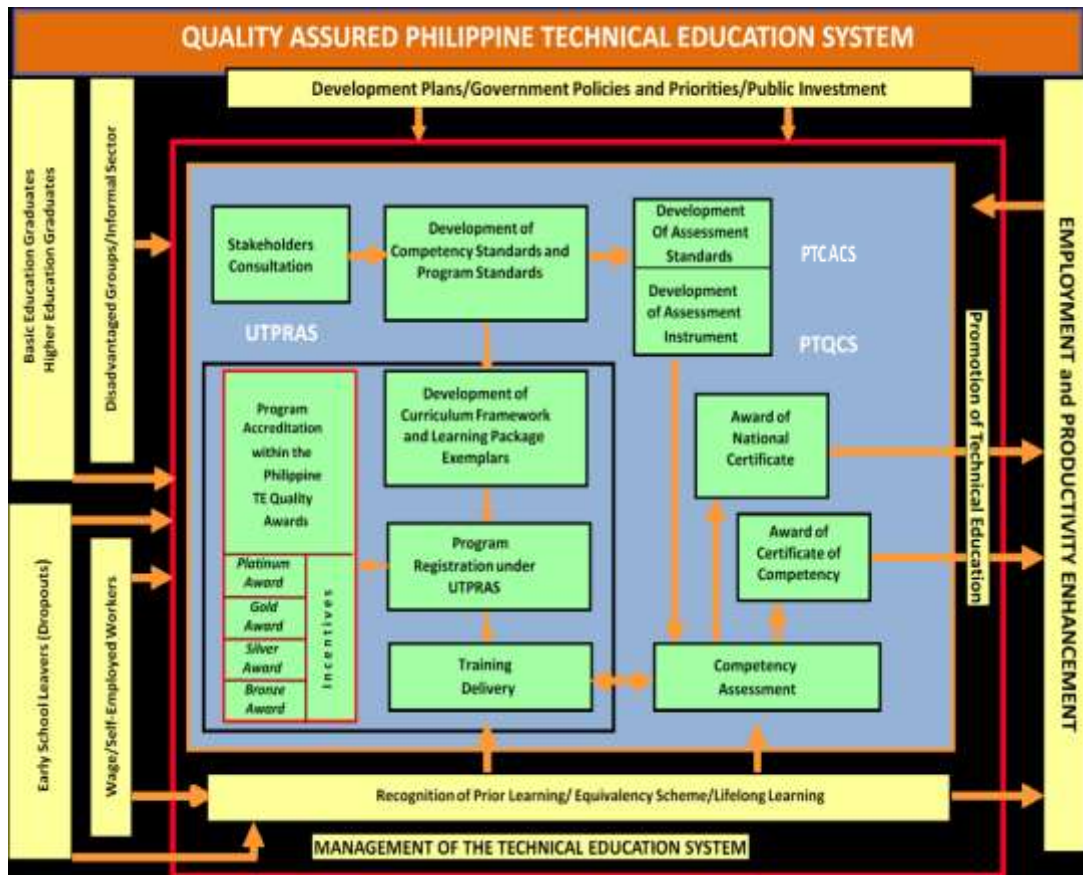 QUALITY ASSURED PHILIPPINE TECHNICAL EDUCATION SYSTEM
Development Plans/Government Policies and Priorities/Public Investment
Basic Education Graduates
Higher Education Graduates
Disadvantaged Groups/Informal Sector
Early School Leavers (Dropouts)
Wage/Self-Employed Workers
Stakeholders
Consultation
Development of
Competency Standards and
Program Standards
Development
Of Assessment
Standards
Development
of Assessment
Instrument
PTCACS
UTPRAS
PTQCS
Program
Accreditation
within the
Philippine
TE Quality
Awards
Platinum
Award
Gold
Award
Silver
Award
Bronze
Award
Incentives
Development of
Curriculum Framework
and Learning Package
Exemplars
Program
Registration under
UTPRAS
Training
Delivery
Award of
National
Certificate
Award of
Certificate of
Competency
Competency
Assessment
Promotion of Technical Education
EMPLOYMENT and PRODUCTIVITY ENHANCEMENT
Recognition of Prior Learning/ Equivalency Scheme/Lifelong Learning
MANAGEMENT OF THE TECHNICAL EDUCATION SYSTEM